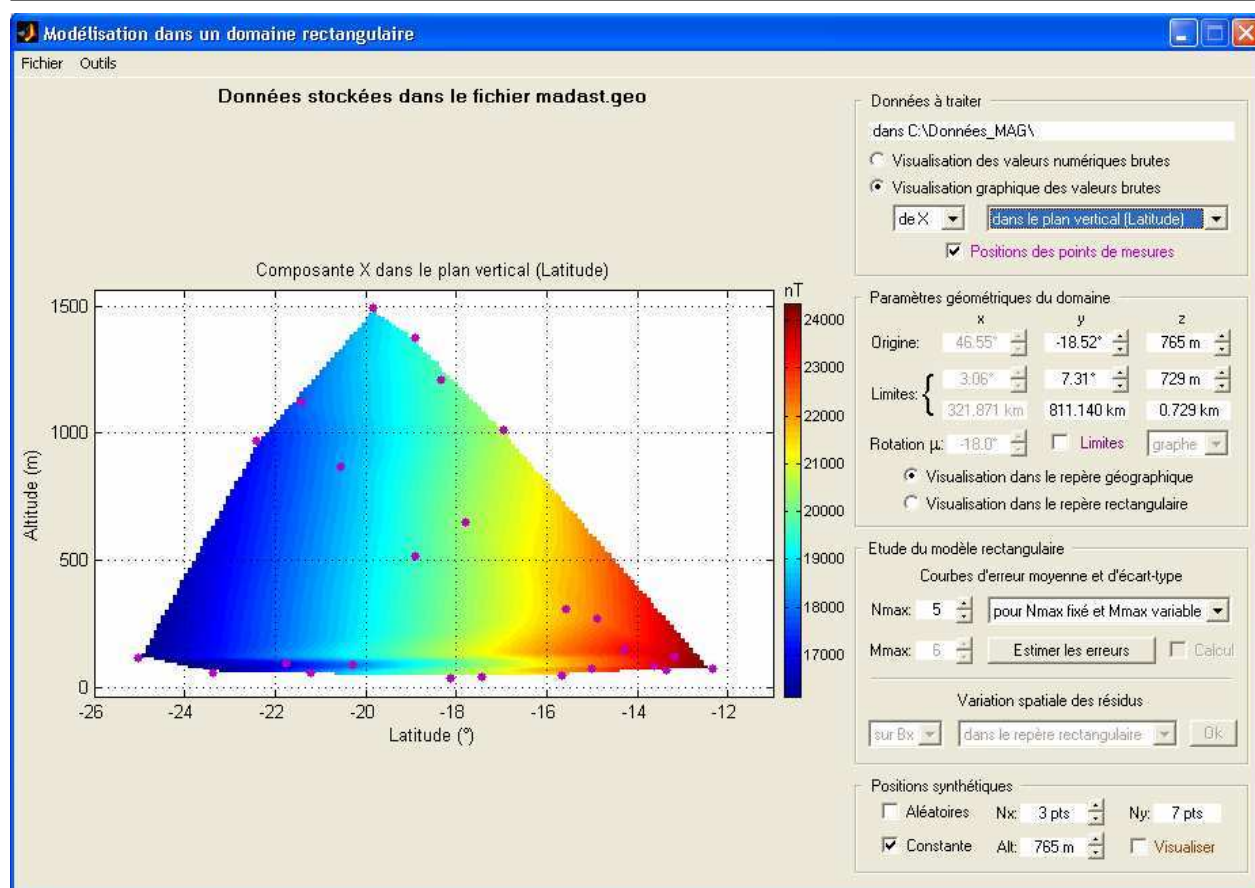 Modélisation dans un domaine rectangulaire
Fichier Outils
Données stockées dans le fichier madast.geo
Composante X dans le plan vertical (Latitude)
nT
1500
1000
500
0
Altitude (m)
-26 -24 -22 -20 -18 -16 -14 -12
Latitude (°)
24000
23000
22000
21000
20000
19000
18000
17000
Données à traiter
dans C:\Données_MAG\
Visualisation des valeurs numériques brutes
Visualisation graphique des valeurs brutes
de X dans le plan vertical (Latitude)
Positions des points de mesures
Paramètres géométriques du domaine
x y z
Origine: 46.55° -18.52° 765 m
Limites: { 3.06° 7.31° 729 m
321.871 km 811.140 km 0.729 km
Rotation µ: -18.0° Limites graphe
Visualisation dans le repère géographique
Visualisation dans le repère rectangulaire
Etude du modèle rectangulaire
Courbes d'erreur moyenne et d'écart-type
Nmax: 5 pour Nmax fixé et Mmax variable
Mmax: 6 Estimer les erreurs Calcul
Variation spatiale des résidus
sur Bx dans le repère rectangulaire Ok
Positions synthétiques
Aléatoires Nx: 3 pts Ny: 7 pts
Constante Alt: 765 m Visualiser